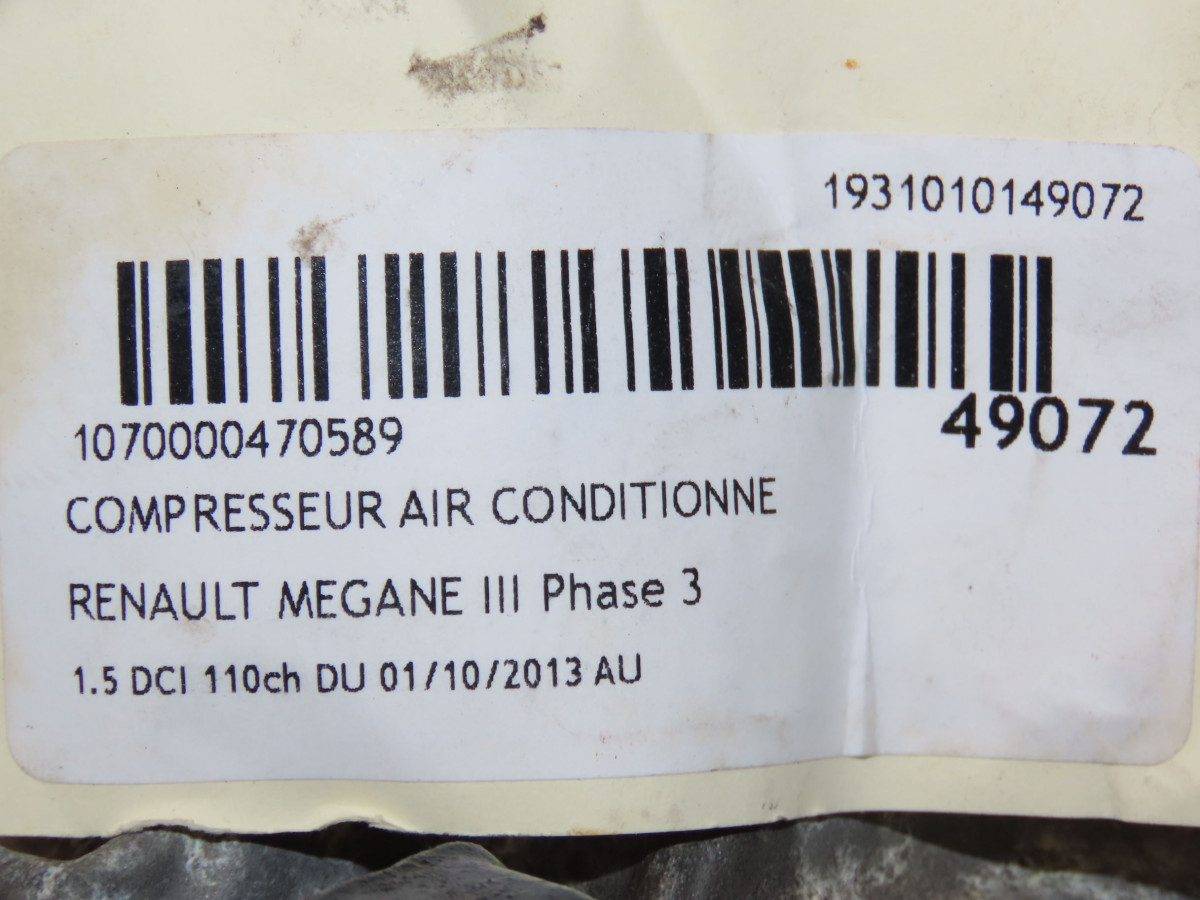 1931010149072
1070000470589
49072
COMPRESSEUR AIR CONDITIONNE
RENAULT MEGANE III Phase 3
1.5 DCI 110ch DU 01/10/2013 AU